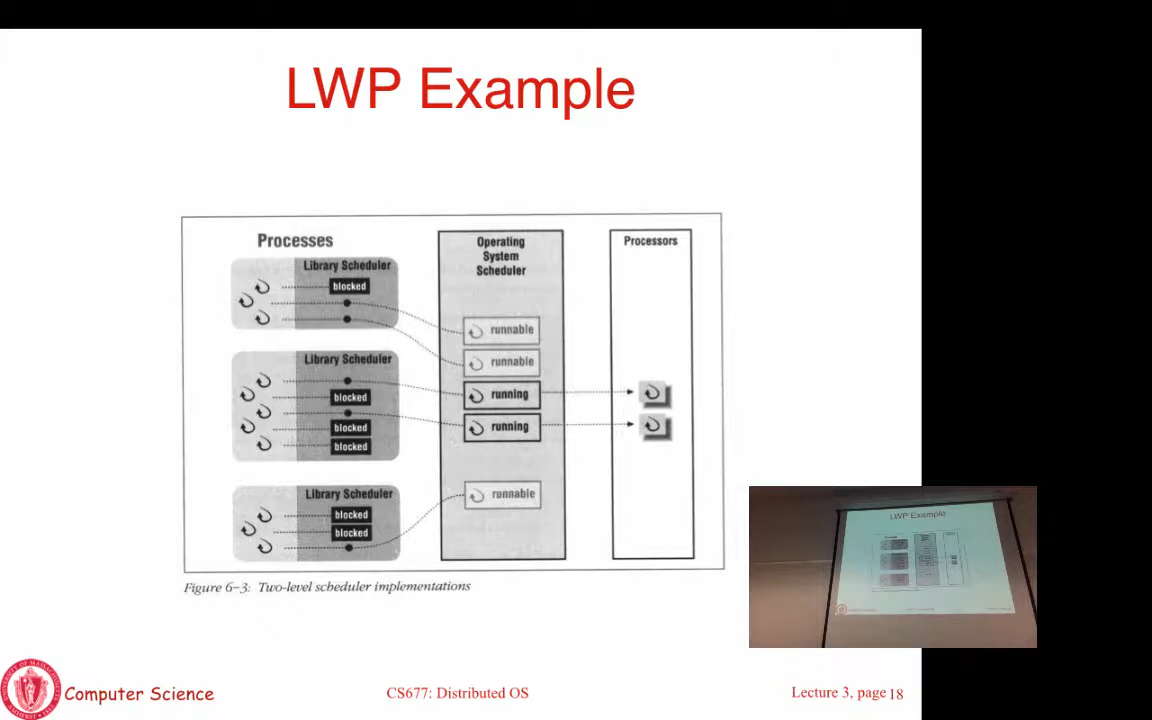 LWP Example
Processes
Library Scheduler
blocked
Library Scheduler
blocked
blocked
blocked
Library Scheduler
blocked
blocked
Operating
System
Scheduler
runnable
runnable
running
running
runnable
Processors
Figure 6-3: Two-level scheduler implementations
LWP Example
Computer Science
CS677: Distributed OS
Lecture 3, page 18